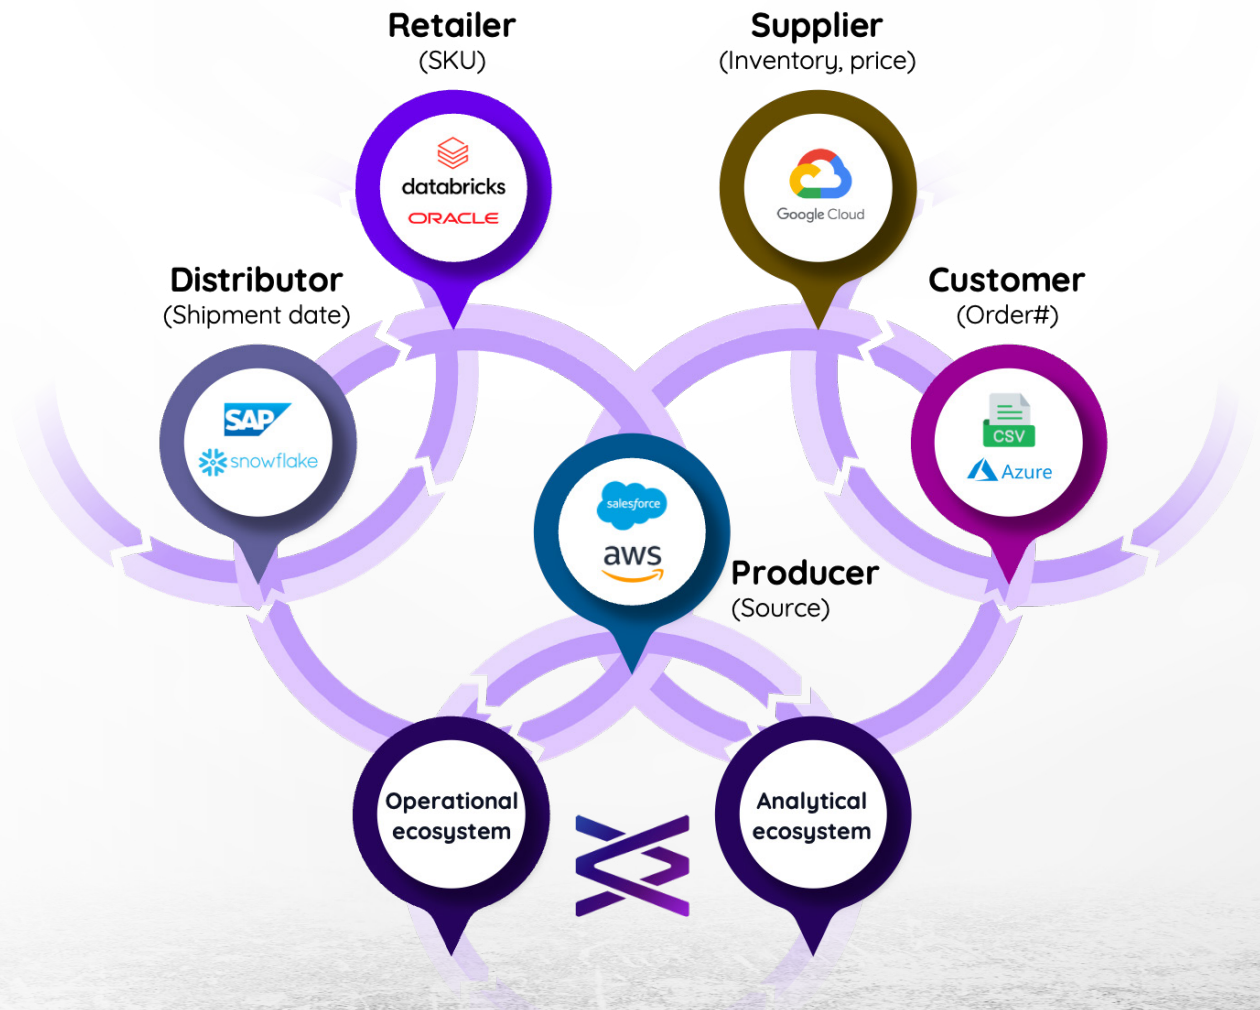 Retailer
(SKU)
databricks
ORACLE
Supplier
(Inventory, price)
Google Cloud
Distributor
(Shipment date)
SAP
snowflake
Customer
(Order#)
CSV
Azure
salesforce
aws
Producer
(Source)
Operational
ecosystem
Analytical
ecosystem